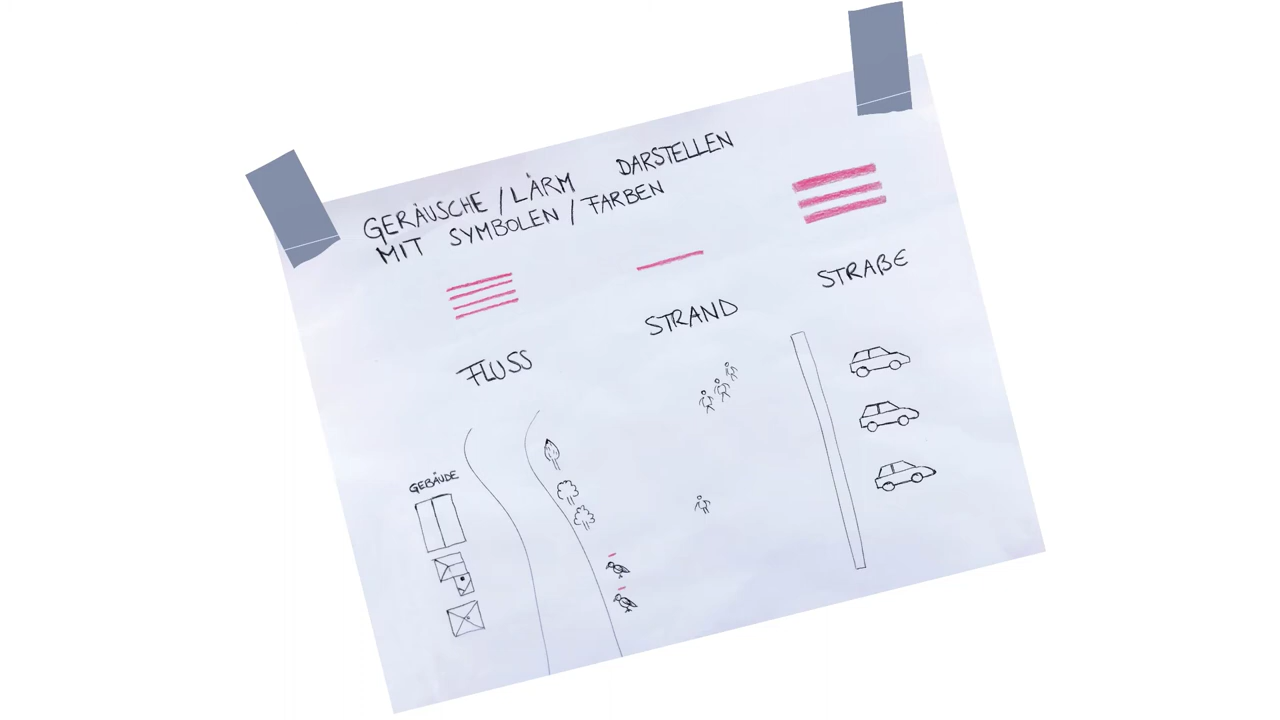 GERÄUSCHE / LÄRM DARSTELLEN
MIT SYMBOLEN / FARBEN
FLUSS
STRAND
STRAßE
GEBÄUDE